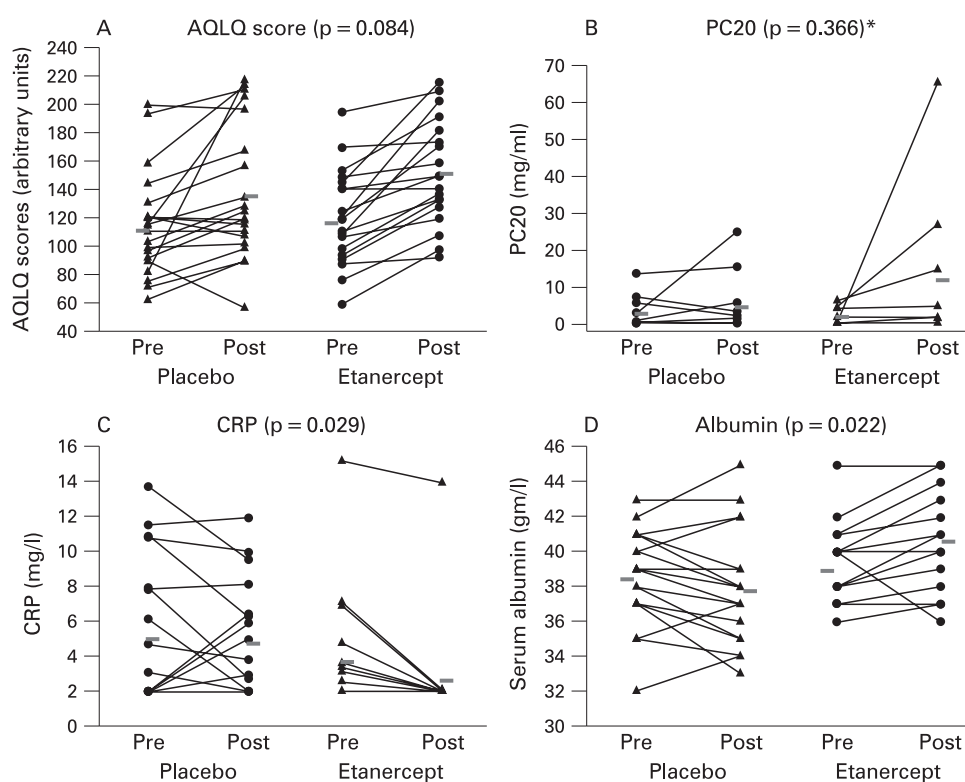 A AQLQ score (p = 0.084)
AQLQ scores (arbitrary units)
240
220
200
180
160
140
120
100
80
60
40
Pre Post Pre Post
Placebo Etanercept
B PC20 (p = 0.366)*
PC20 (mg/ml)
70
60
50
40
30
20
10
0
Pre Post Pre Post
Placebo Etanercept
C CRP (p = 0.029)
CRP (mg/l)
16
14
12
10
8
6
4
2
0
Pre Post Pre Post
Placebo Etanercept
D Albumin (p = 0.022)
Serum albumin (gm/l)
46
44
42
40
38
36
34
32
30
Pre Post Pre Post
Placebo Etanercept